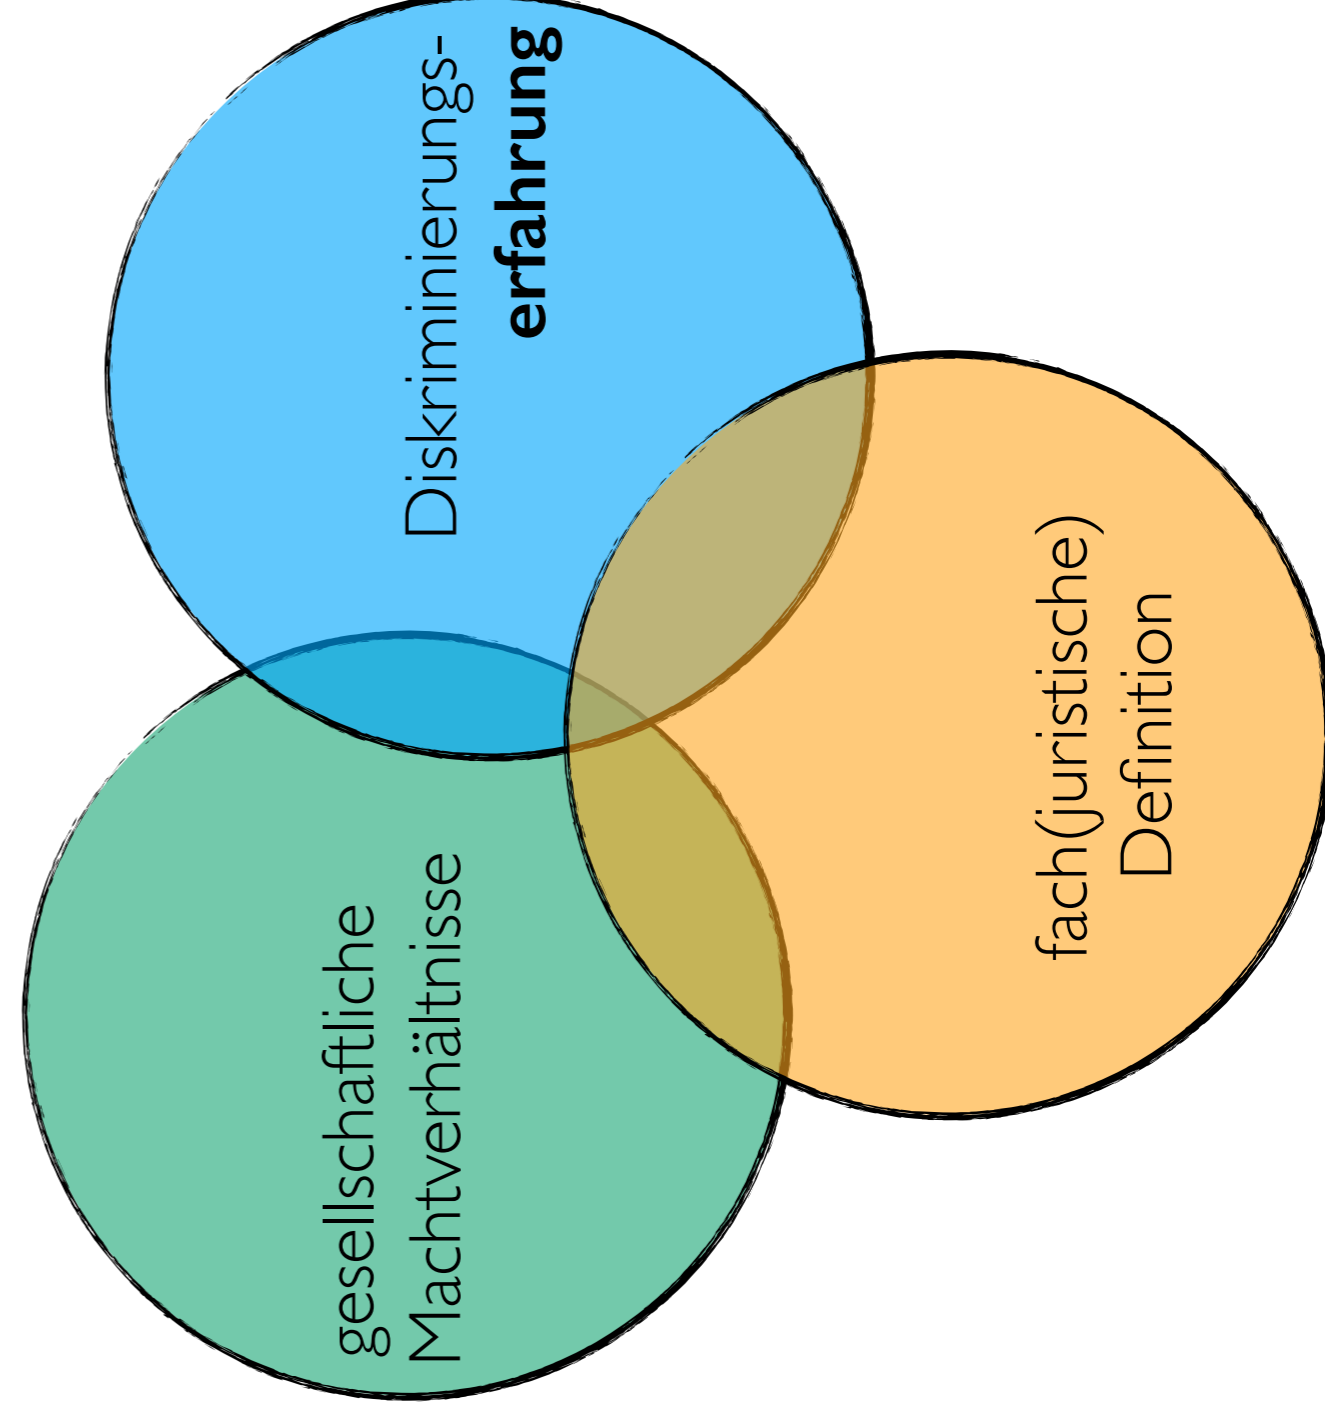 gesellschaftliche
Machtverhältnisse
Diskriminierungs-
erfahrung
fach(juristische)
Definition